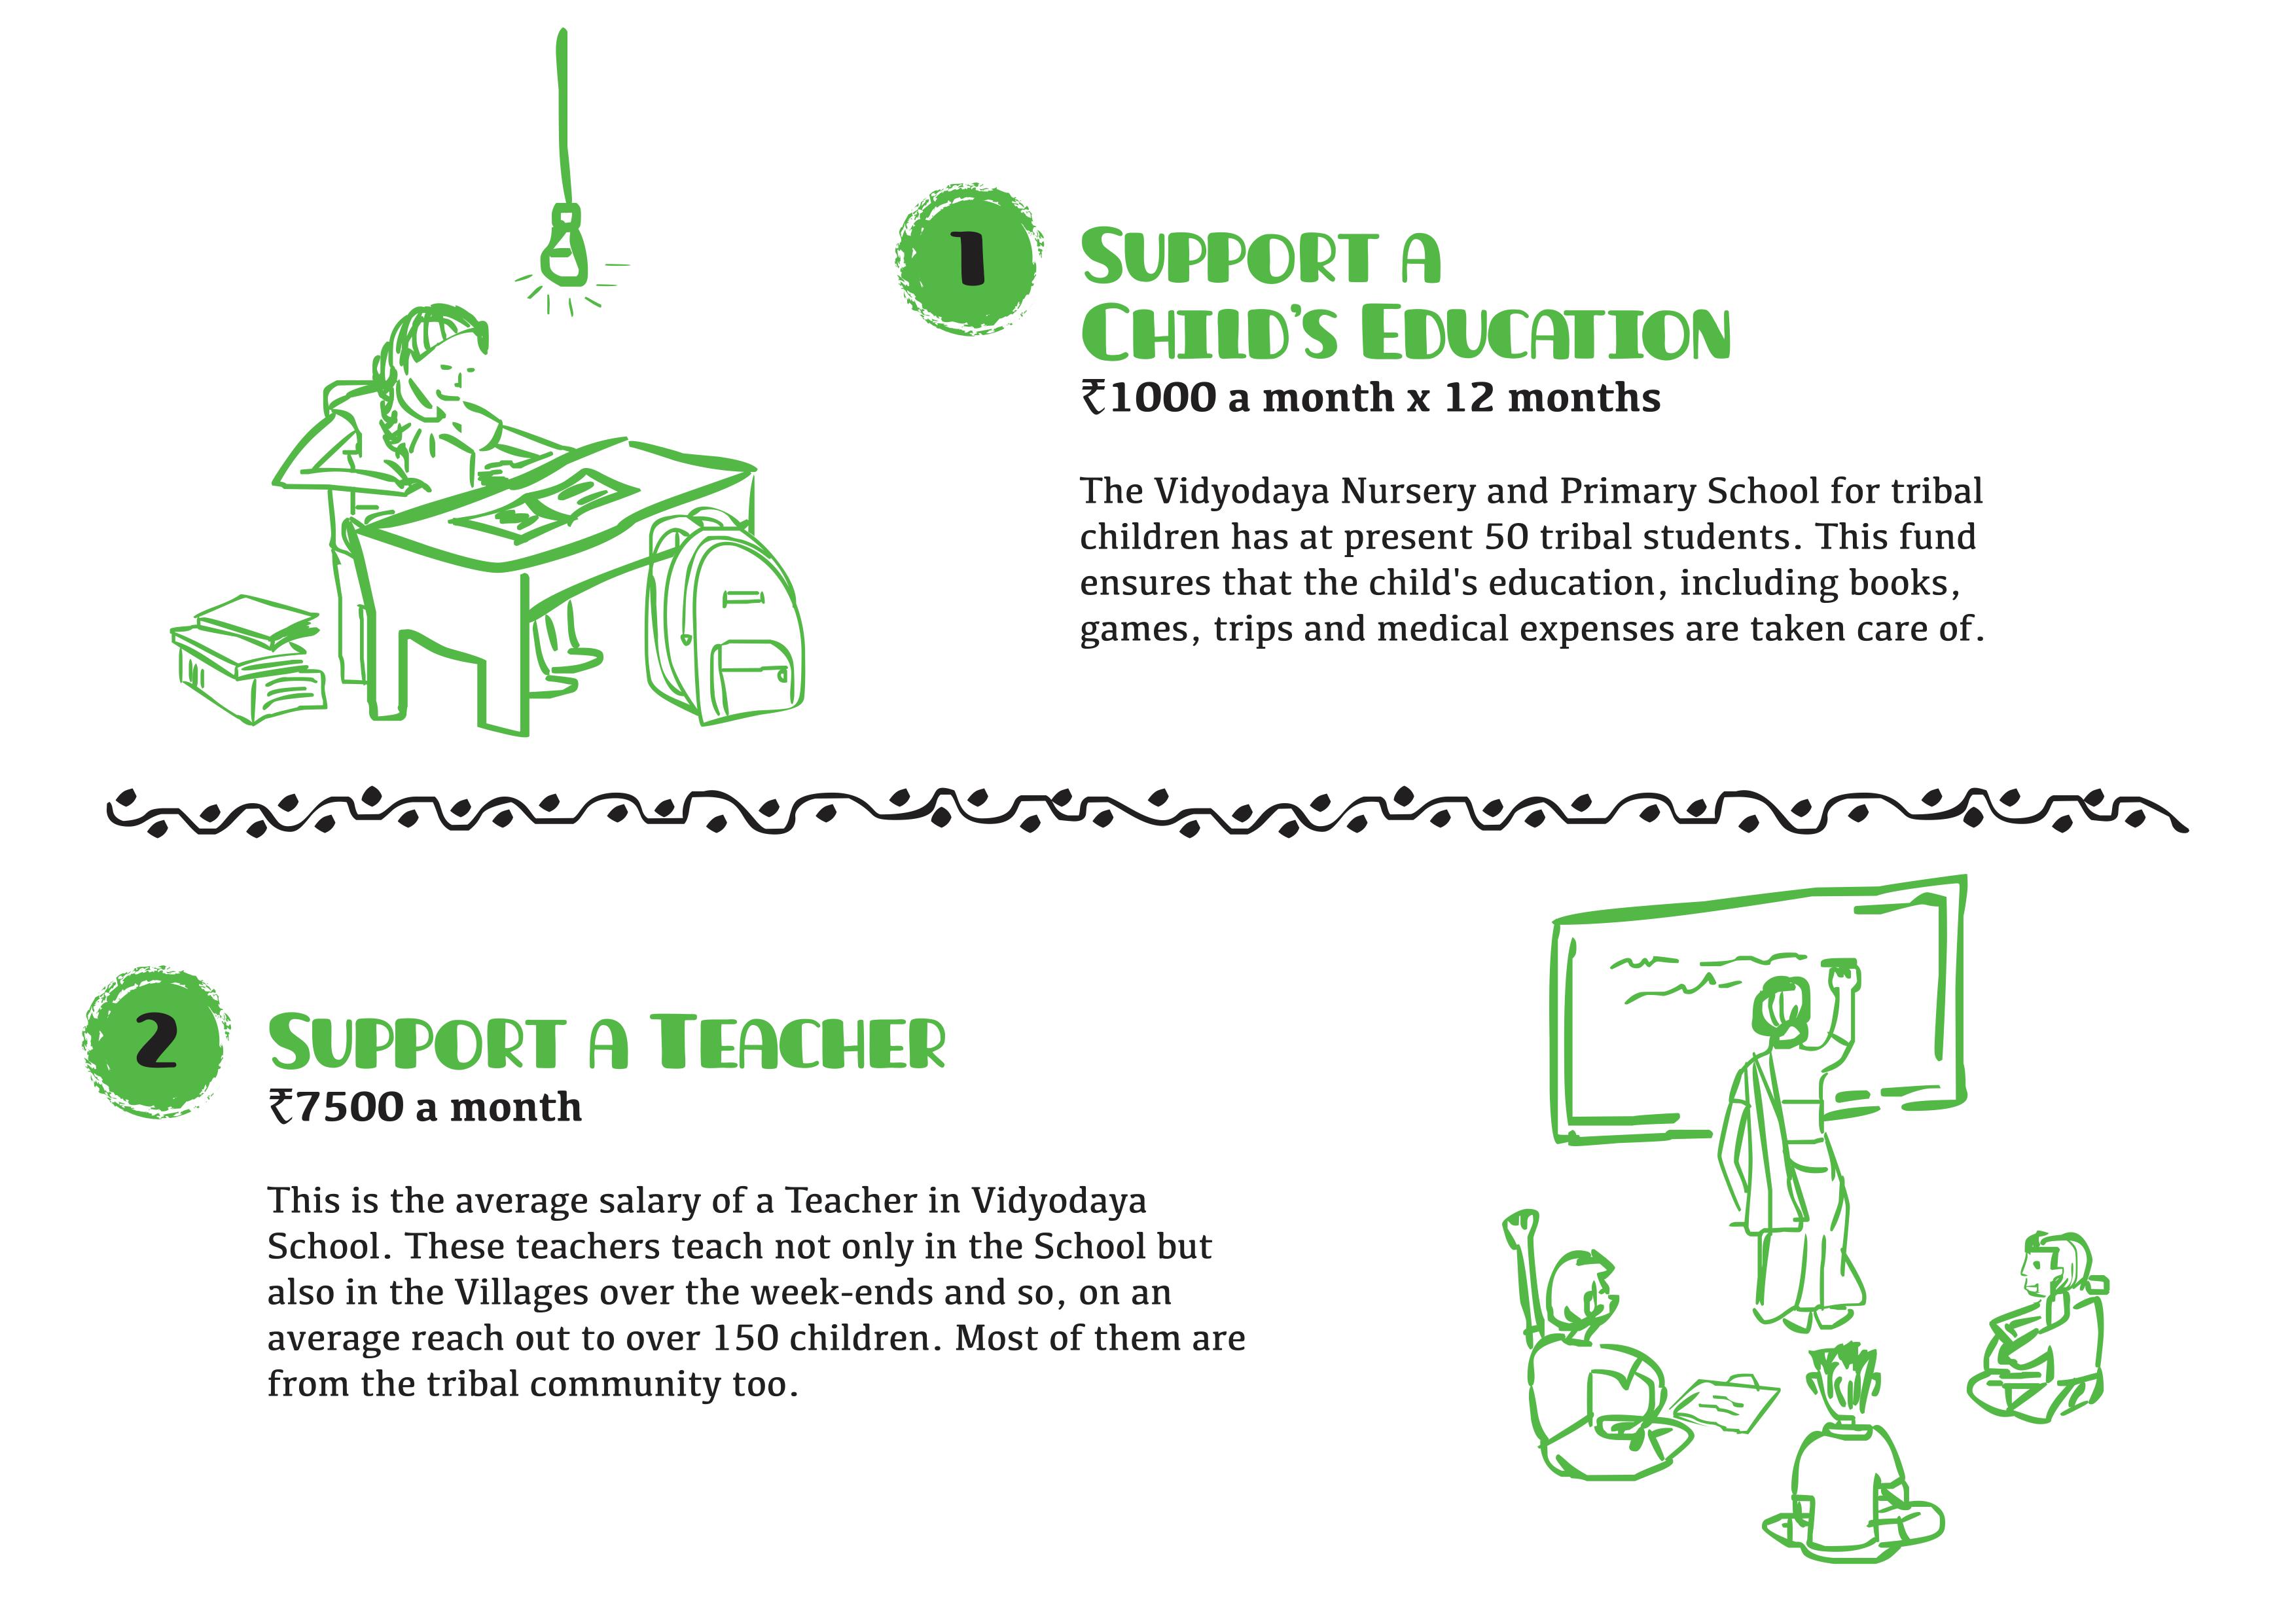 1
SUPPORT A
CHILD'S EDUCATION
₹1000 a month x 12 months
The Vidyodaya Nursery and Primary School for tribal
children has at present 50 tribal students. This fund
ensures that the child's education, including books,
games, trips and medical expenses are taken care of.
2
SUPPORT A TEACHER
₹7500 a month
This is the average salary of a Teacher in Vidyodaya
School. These teachers teach not only in the School but
also in the Villages over the week-ends and so, on an
average reach out to over 150 children. Most of them are
from the tribal community too.